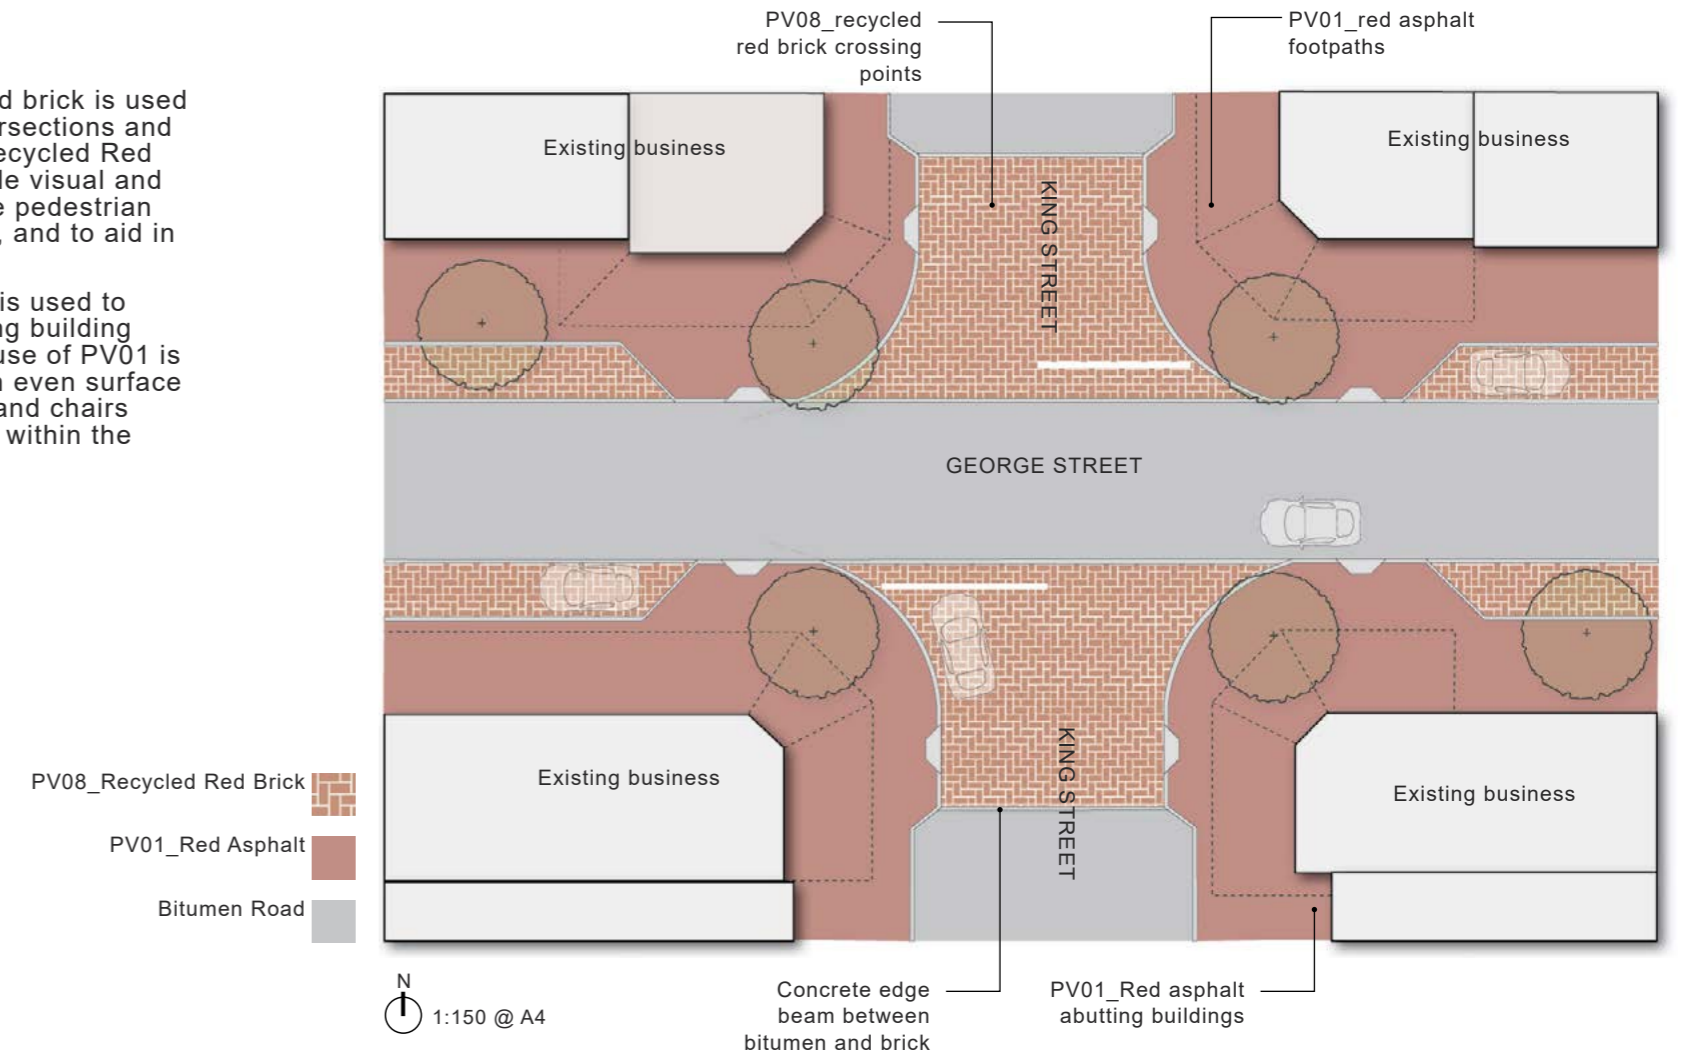 PV08_recycled
red brick crossing
points
PV01_red asphalt
footpaths
d brick is used
rsections and
ecycled Red
le visual and
e pedestrian
, and to aid in
is used to
ng building
use of PV01 is
n even surface
and chairs
within the
Existing business
Existing business
KING STREET
GEORGE STREET
KING STREET
Existing business
Existing business
PV08_Recycled Red Brick
PV01_Red Asphalt
Bitumen Road
N
1:150 @ A4
Concrete edge
beam between
bitumen and brick
PV01_Red asphalt
abutting buildings